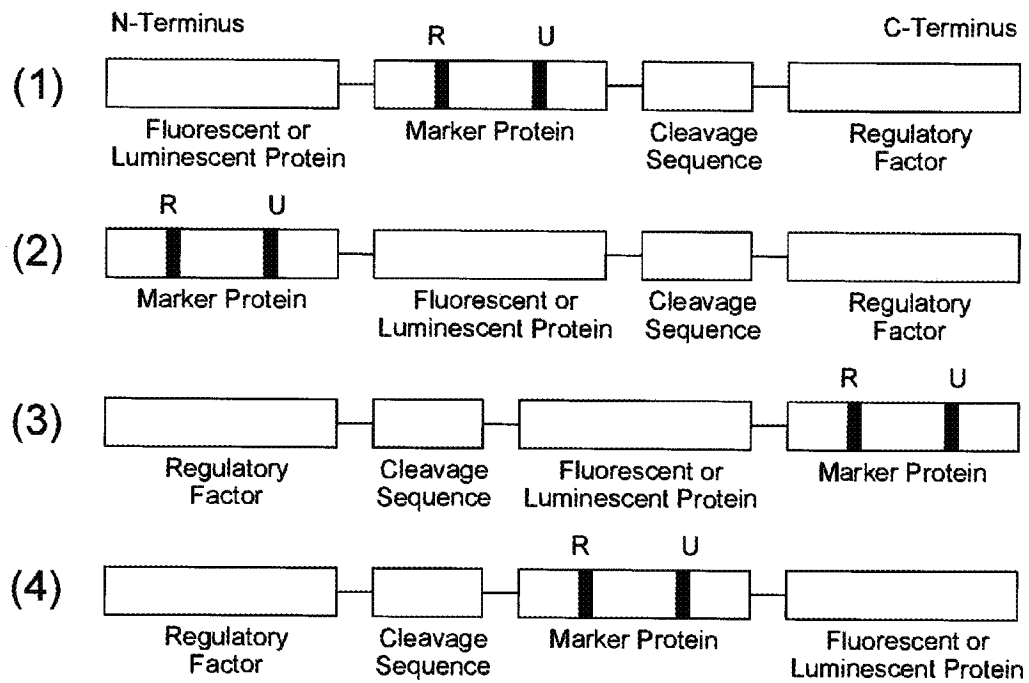 N-Terminus C-Terminus
R U
(1)
Fluorescent or Luminescent Protein
Marker Protein
Cleavage Sequence
Regulatory Factor
R U
(2)
Marker Protein
Fluorescent or Luminescent Protein
Cleavage Sequence
Regulatory Factor
R U
(3)
Regulatory Factor
Cleavage Sequence
Fluorescent or Luminescent Protein
Marker Protein
R U
(4)
Regulatory Factor
Cleavage Sequence
Marker Protein
Fluorescent or Luminescent Protein